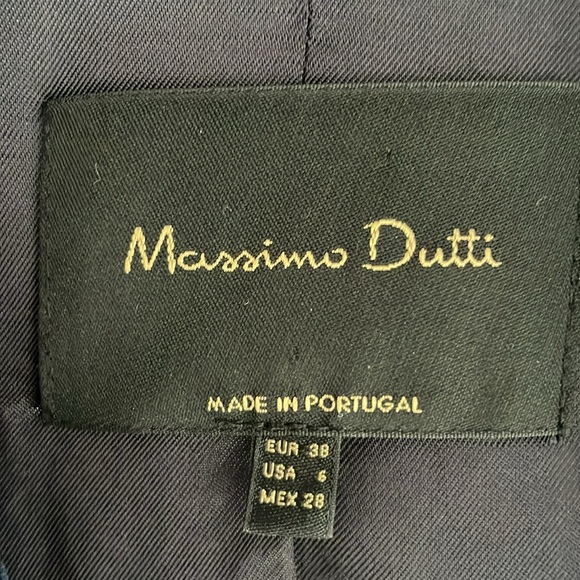 Massimo Dutti
MADE IN PORTUGAL
EUR 38
USA 6
MEX 28